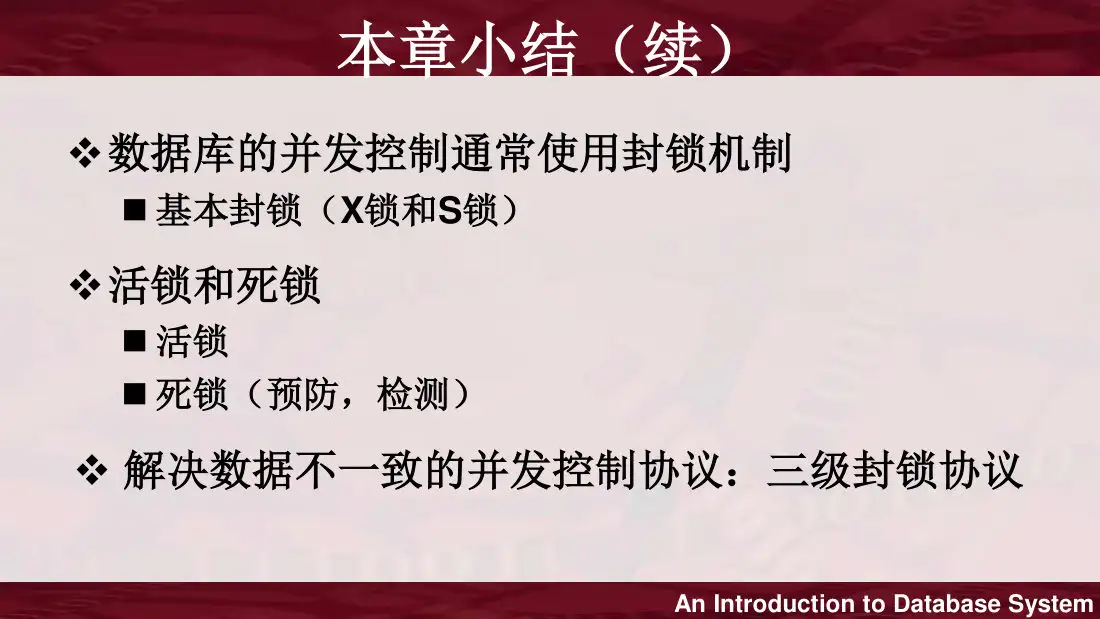 本章小结（续）
❖数据库的并发控制通常使用封锁机制
■ 基本封锁（X锁和S锁）
❖活锁和死锁
■ 活锁
■ 死锁（预防，检测）
❖ 解决数据不一致的并发控制协议：三级封锁协议
An Introduction to Database System